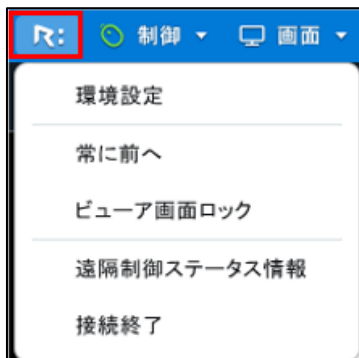 R: 制御 画面
環境設定
常に前へ
ビューア画面ロック
遠隔制御ステータス情報
接続終了